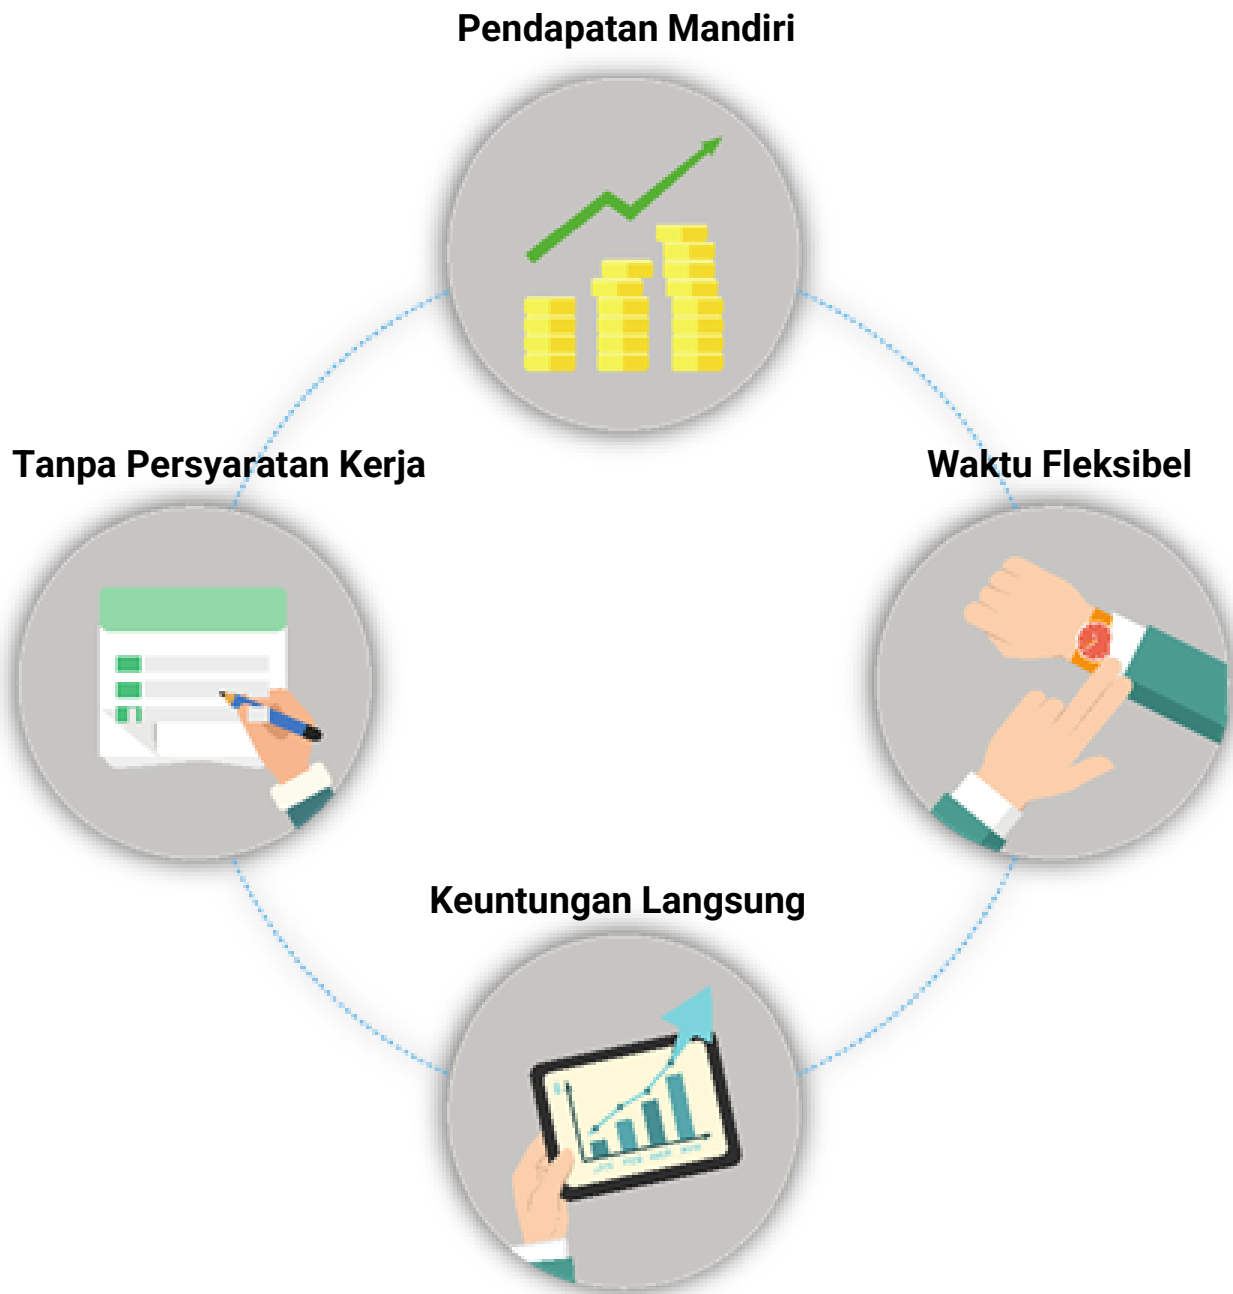 Pendapatan Mandiri
Tanpa Persyaratan Kerja
Waktu Fleksibel
Keuntungan Langsung